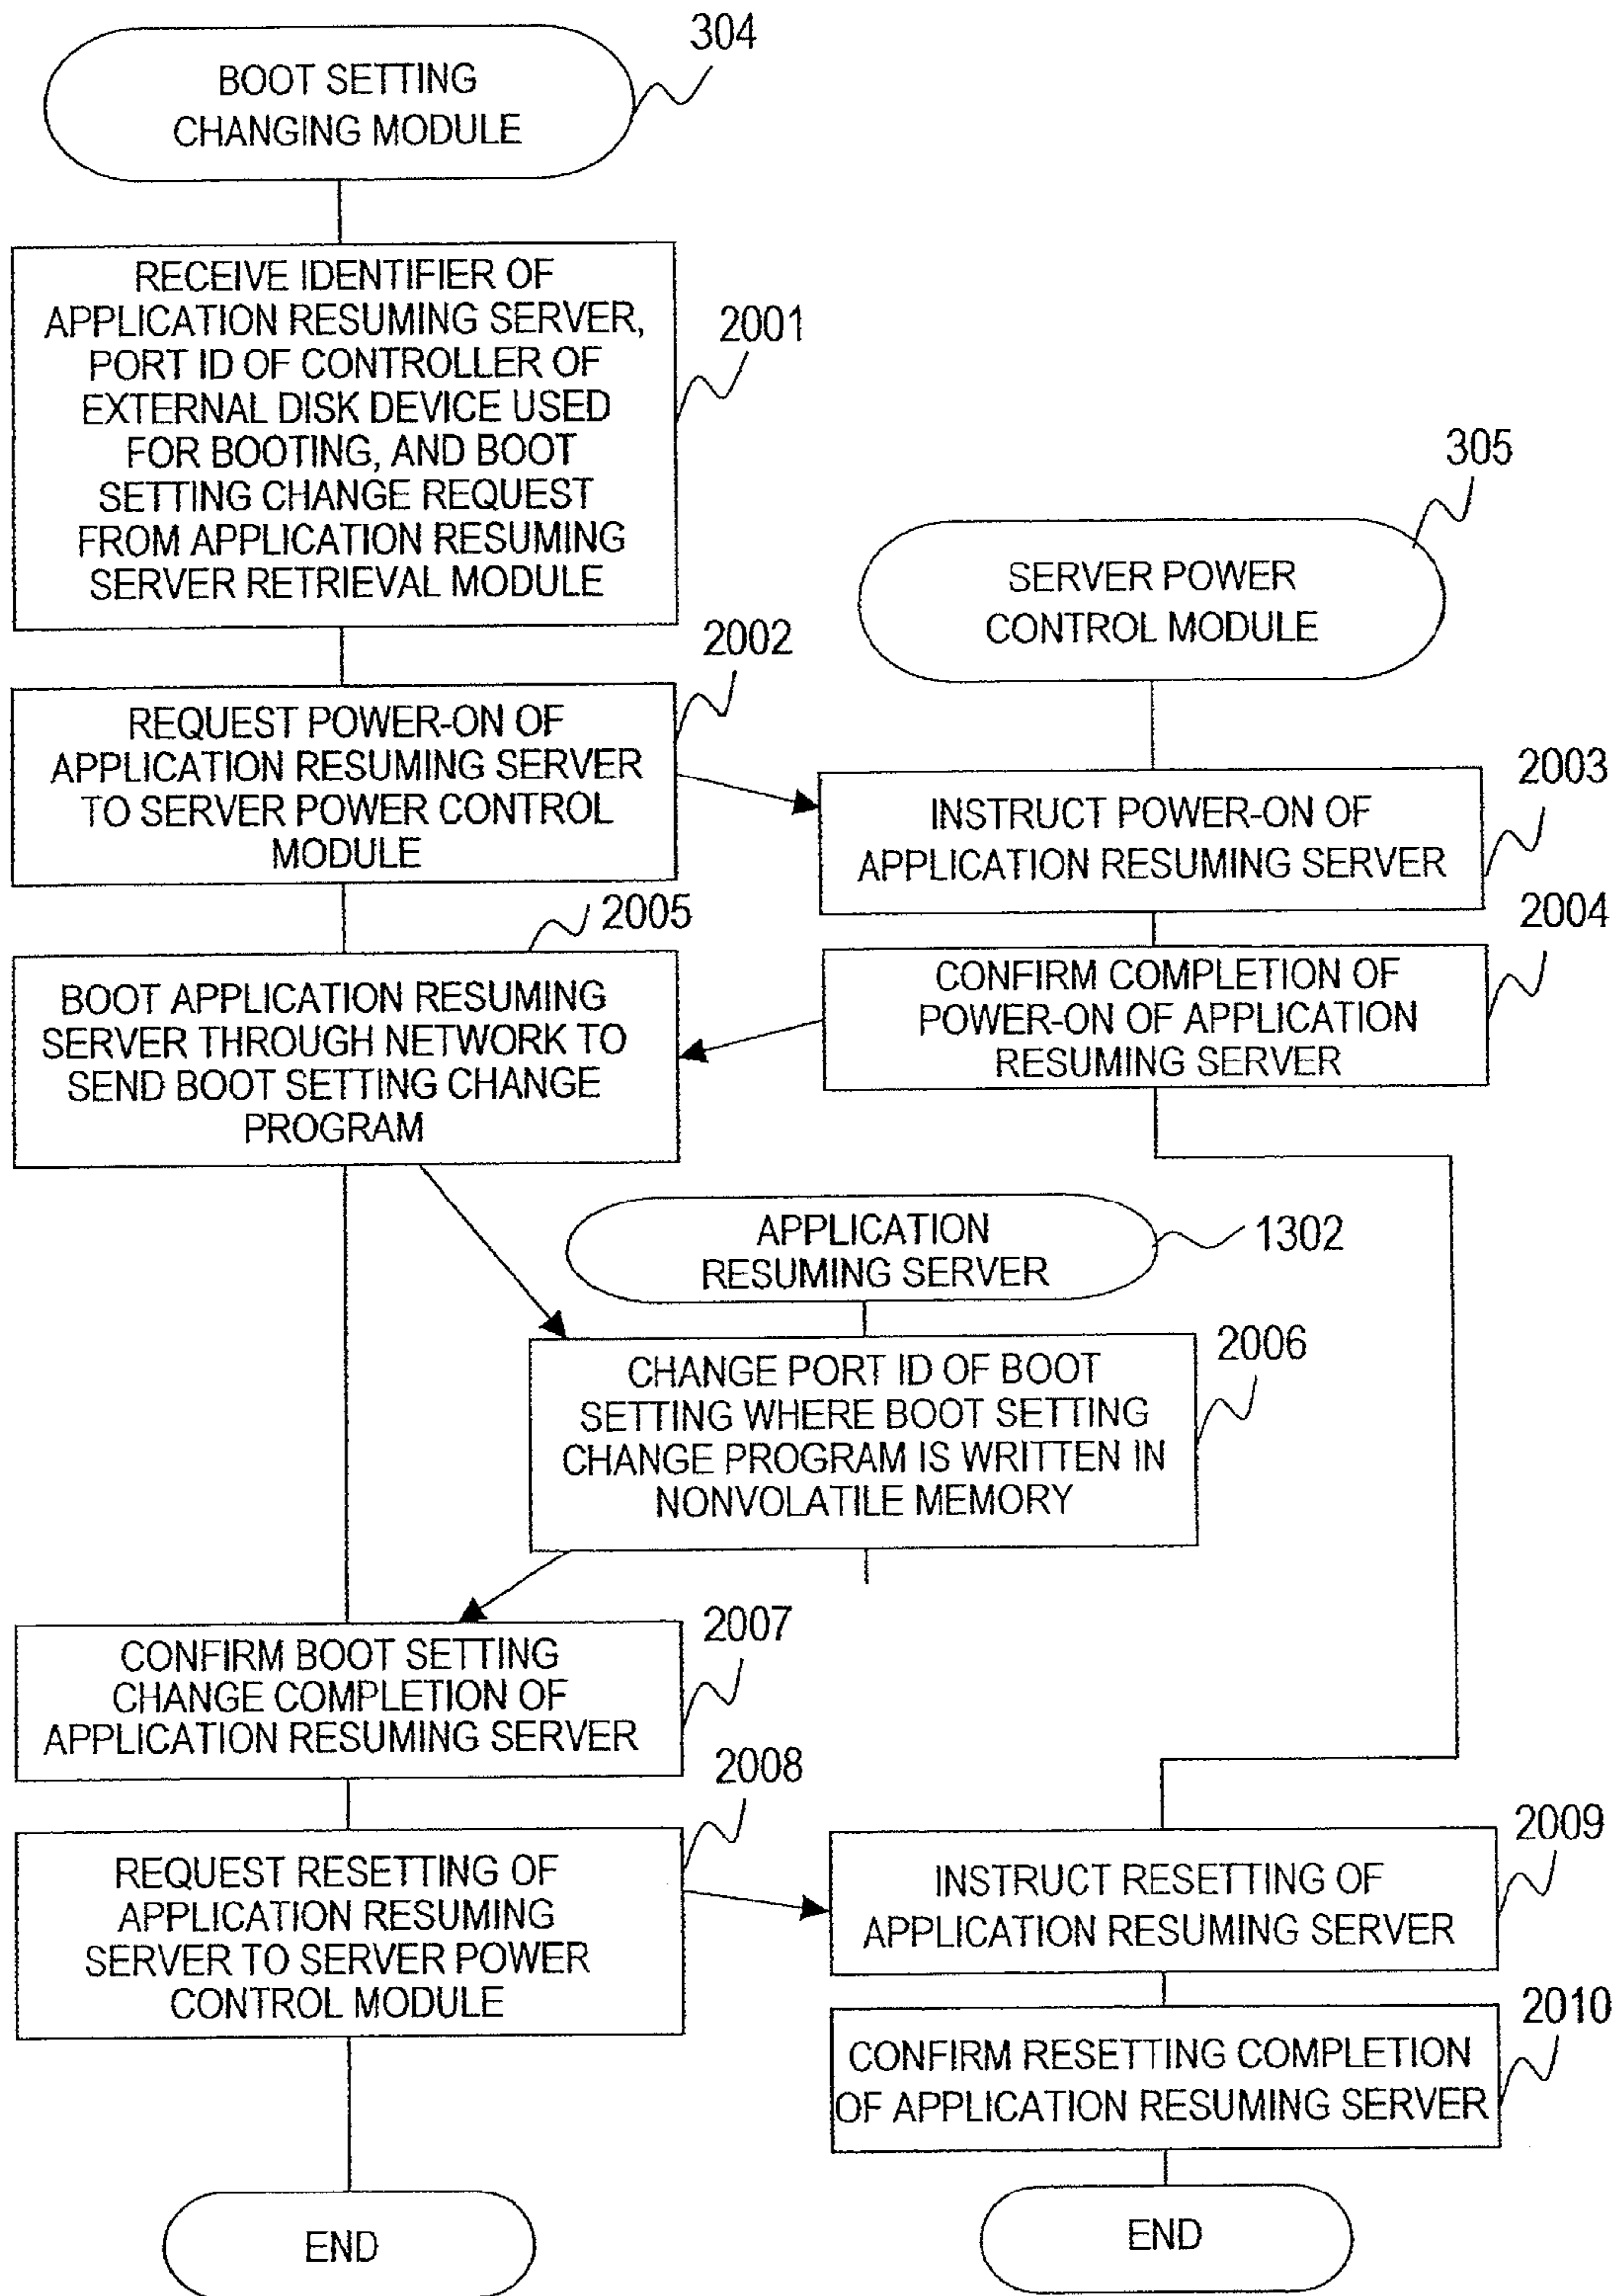 304
BOOT SETTING
CHANGING MODULE
RECEIVE IDENTIFIER OF
APPLICATION RESUMING SERVER,
PORT ID OF CONTROLLER OF
EXTERNAL DISK DEVICE USED
FOR BOOTING, AND BOOT
SETTING CHANGE REQUEST
FROM APPLICATION RESUMING
SERVER RETRIEVAL MODULE
2001
305
SERVER POWER
CONTROL MODULE
2002
REQUEST POWER-ON OF
APPLICATION RESUMING SERVER
TO SERVER POWER CONTROL
MODULE
2003
INSTRUCT POWER-ON OF
APPLICATION RESUMING SERVER
2004
CONFIRM COMPLETION OF
POWER-ON OF APPLICATION
RESUMING SERVER
2005
BOOT APPLICATION RESUMING
SERVER THROUGH NETWORK TO
SEND BOOT SETTING CHANGE
PROGRAM
APPLICATION
RESUMING SERVER
1302
2006
CHANGE PORT ID OF BOOT
SETTING WHERE BOOT SETTING
CHANGE PROGRAM IS WRITTEN IN
NONVOLATILE MEMORY
2007
CONFIRM BOOT SETTING
CHANGE COMPLETION OF
APPLICATION RESUMING SERVER
2008
REQUEST RESETTING OF
APPLICATION RESUMING
SERVER TO SERVER POWER
CONTROL MODULE
2009
INSTRUCT RESETTING OF
APPLICATION RESUMING SERVER
2010
CONFIRM RESETTING COMPLETION
OF APPLICATION RESUMING SERVER
END
END